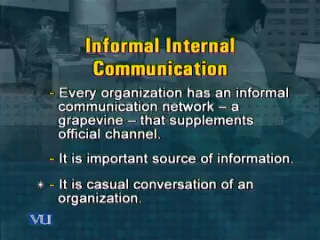 Informal Internal
Communication
- Every organization has an informal
communication network – a
grapevine – that supplements
official channel.
- It is important source of information.
- It is casual conversation of an
organization.
VU